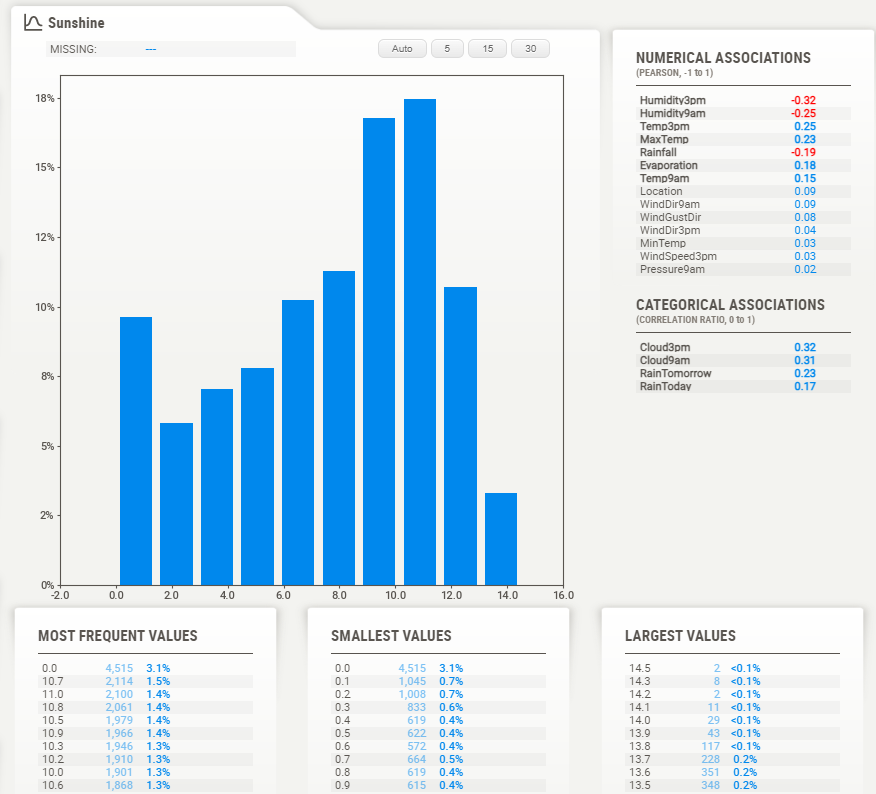 Sunshine
MISSING: ---
Auto 5 15 30
18%
15%
12%
10%
8%
5%
2%
0%
-2.0 0.0 2.0 4.0 6.0 8.0 10.0 12.0 14.0 16.0
NUMERICAL ASSOCIATIONS
(PEARSON, -1 to 1)
Humidity3pm -0.32
Humidity9am -0.25
Temp3pm 0.25
MaxTemp 0.23
Rainfall -0.19
Evaporation 0.18
Temp9am 0.15
Location 0.09
WindDir9am 0.09
WindGustDir 0.08
WindDir3pm 0.04
MinTemp 0.03
WindSpeed3pm 0.03
Pressure9am 0.02
CATEGORICAL ASSOCIATIONS
(CORRELATION RATIO, 0 to 1)
Cloud3pm 0.32
Cloud9am 0.31
RainTomorrow 0.23
RainToday 0.17
MOST FREQUENT VALUES
0.0 4,515 3.1%
10.7 2,114 1.5%
11.0 2,100 1.4%
10.8 2,061 1.4%
10.5 1,979 1.4%
10.9 1,966 1.4%
10.3 1,946 1.3%
10.2 1,910 1.3%
10.0 1,901 1.3%
10.6 1,868 1.3%
SMALLEST VALUES
0.0 4,515 3.1%
0.1 1,045 0.7%
0.2 1,008 0.7%
0.3 833 0.6%
0.4 619 0.4%
0.5 622 0.4%
0.6 572 0.4%
0.7 664 0.5%
0.8 619 0.4%
0.9 615 0.4%
LARGEST VALUES
14.5 2 <0.1%
14.3 8 <0.1%
14.2 2 <0.1%
14.1 11 <0.1%
14.0 29 <0.1%
13.9 43 <0.1%
13.8 117 <0.1%
13.7 228 0.2%
13.6 351 0.2%
13.5 348 0.2%